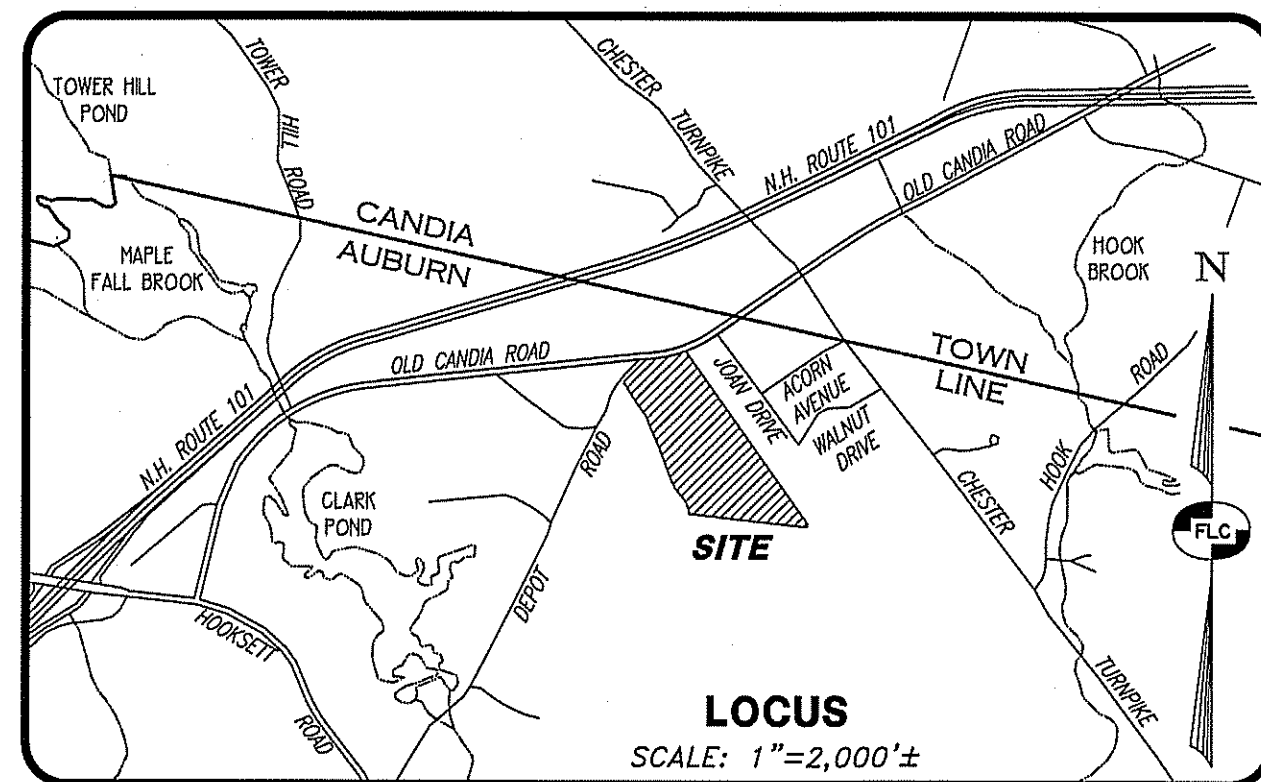 TOWER HILL
POND
TOWER
HILL
ROAD
CHESTER
TURNPIKE
N.H. ROUTE 101
OLD CANDIA ROAD
CANDIA
AUBURN
MAPLE
FALL BROOK
HOOK
BROOK
N
OLD CANDIA ROAD
TOWN
LINE
ROAD
JOAN DRIVE
ACORN
AVENUE
WALNUT
DRIVE
N.H. ROUTE 101
ROAD
HOOK
CLARK
POND
CHESTER
FLC
SITE
DEPOT
HOOKSETT
ROAD
TURNPIKE
LOCUS
SCALE: 1"=2,000'±